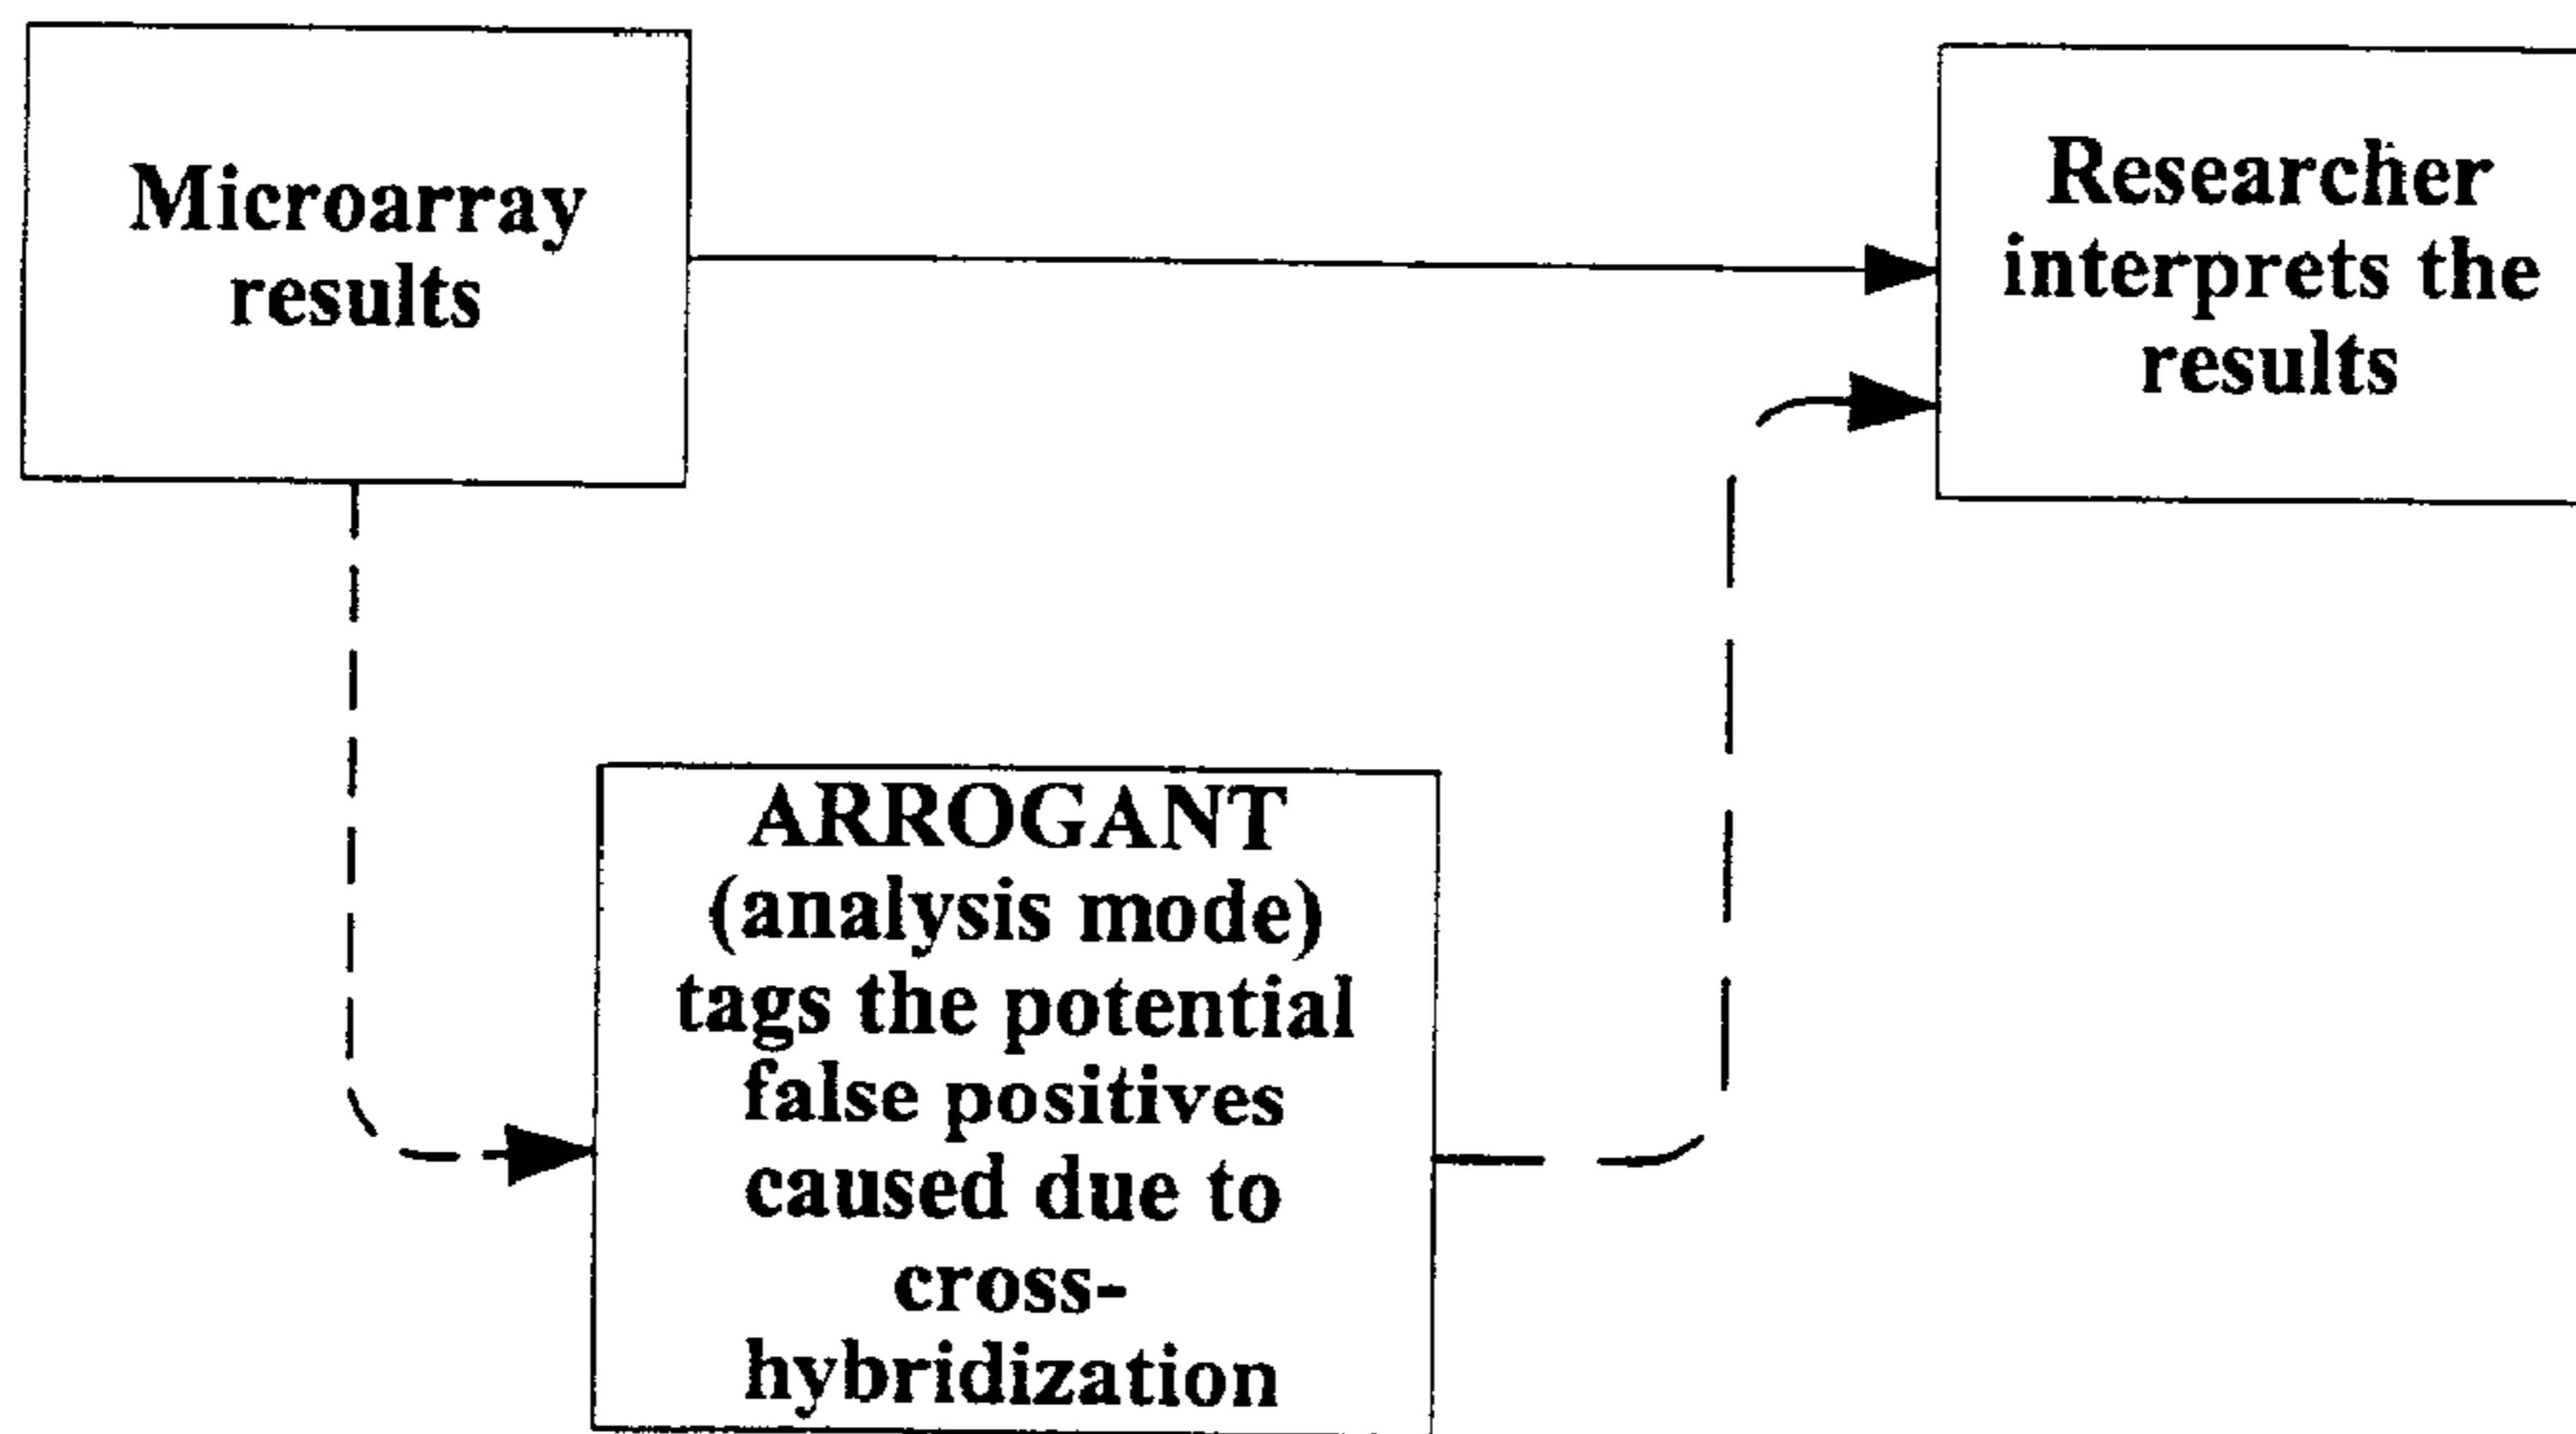 Microarray
results
Researcher
interprets the
results
ARROGANT
(analysis mode)
tags the potential
false positives
caused due to
cross-
hybridization